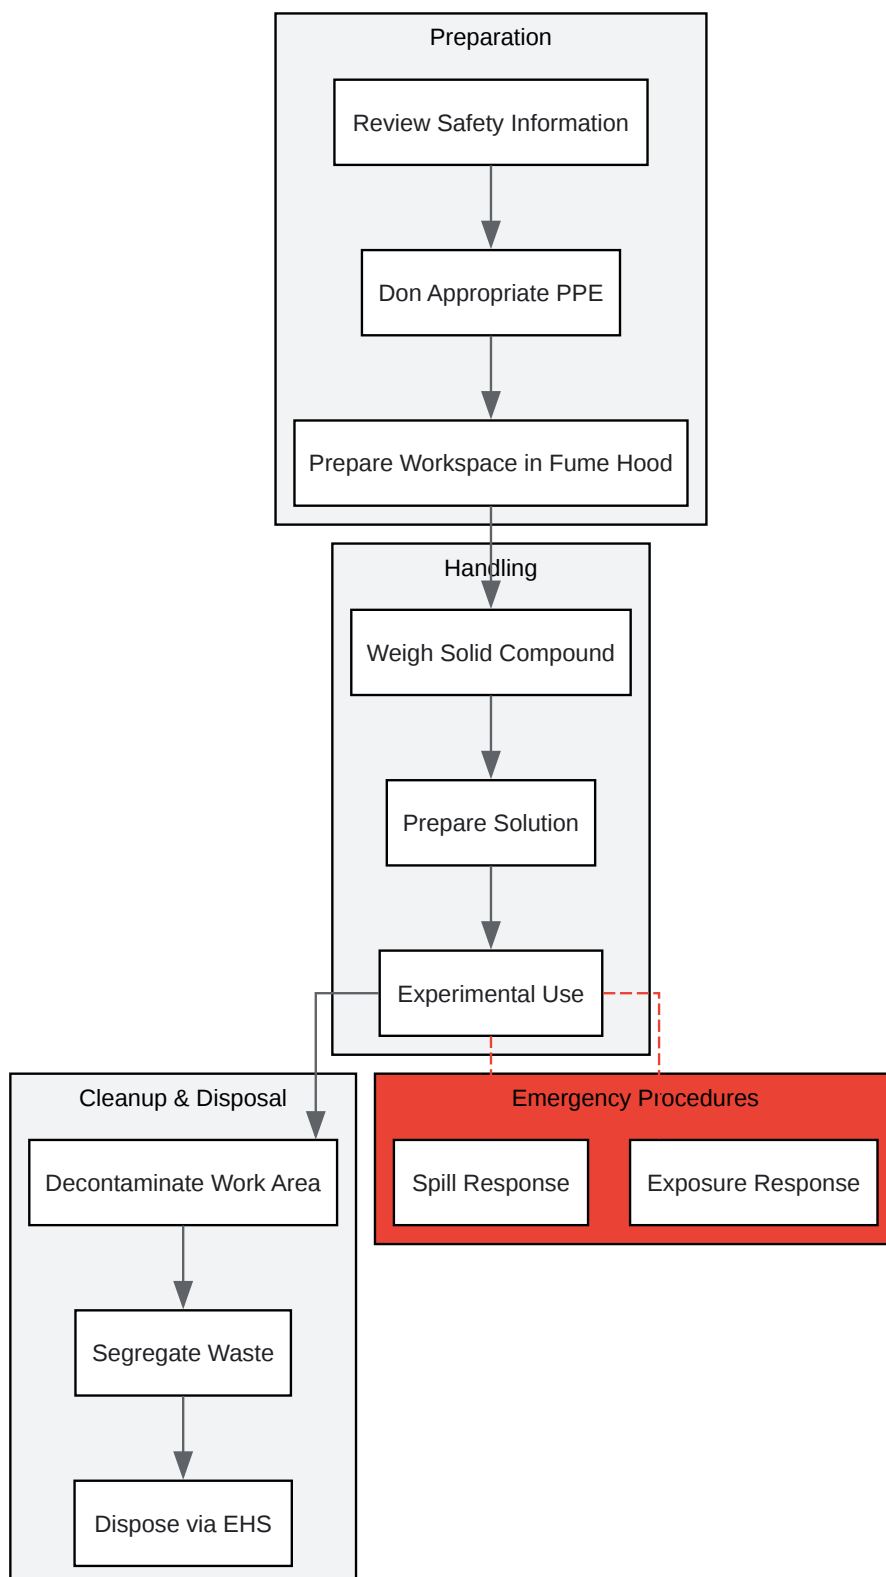 Preparation
Review Safety Information
Don Appropriate PPE
Prepare Workspace in Fume Hood
Handling
Weigh Solid Compound
Prepare Solution
Experimental Use
Cleanup & Disposal
Decontaminate Work Area
Segregate Waste
Dispose via EHS
Emergency Procedures
Spill Response
Exposure Response